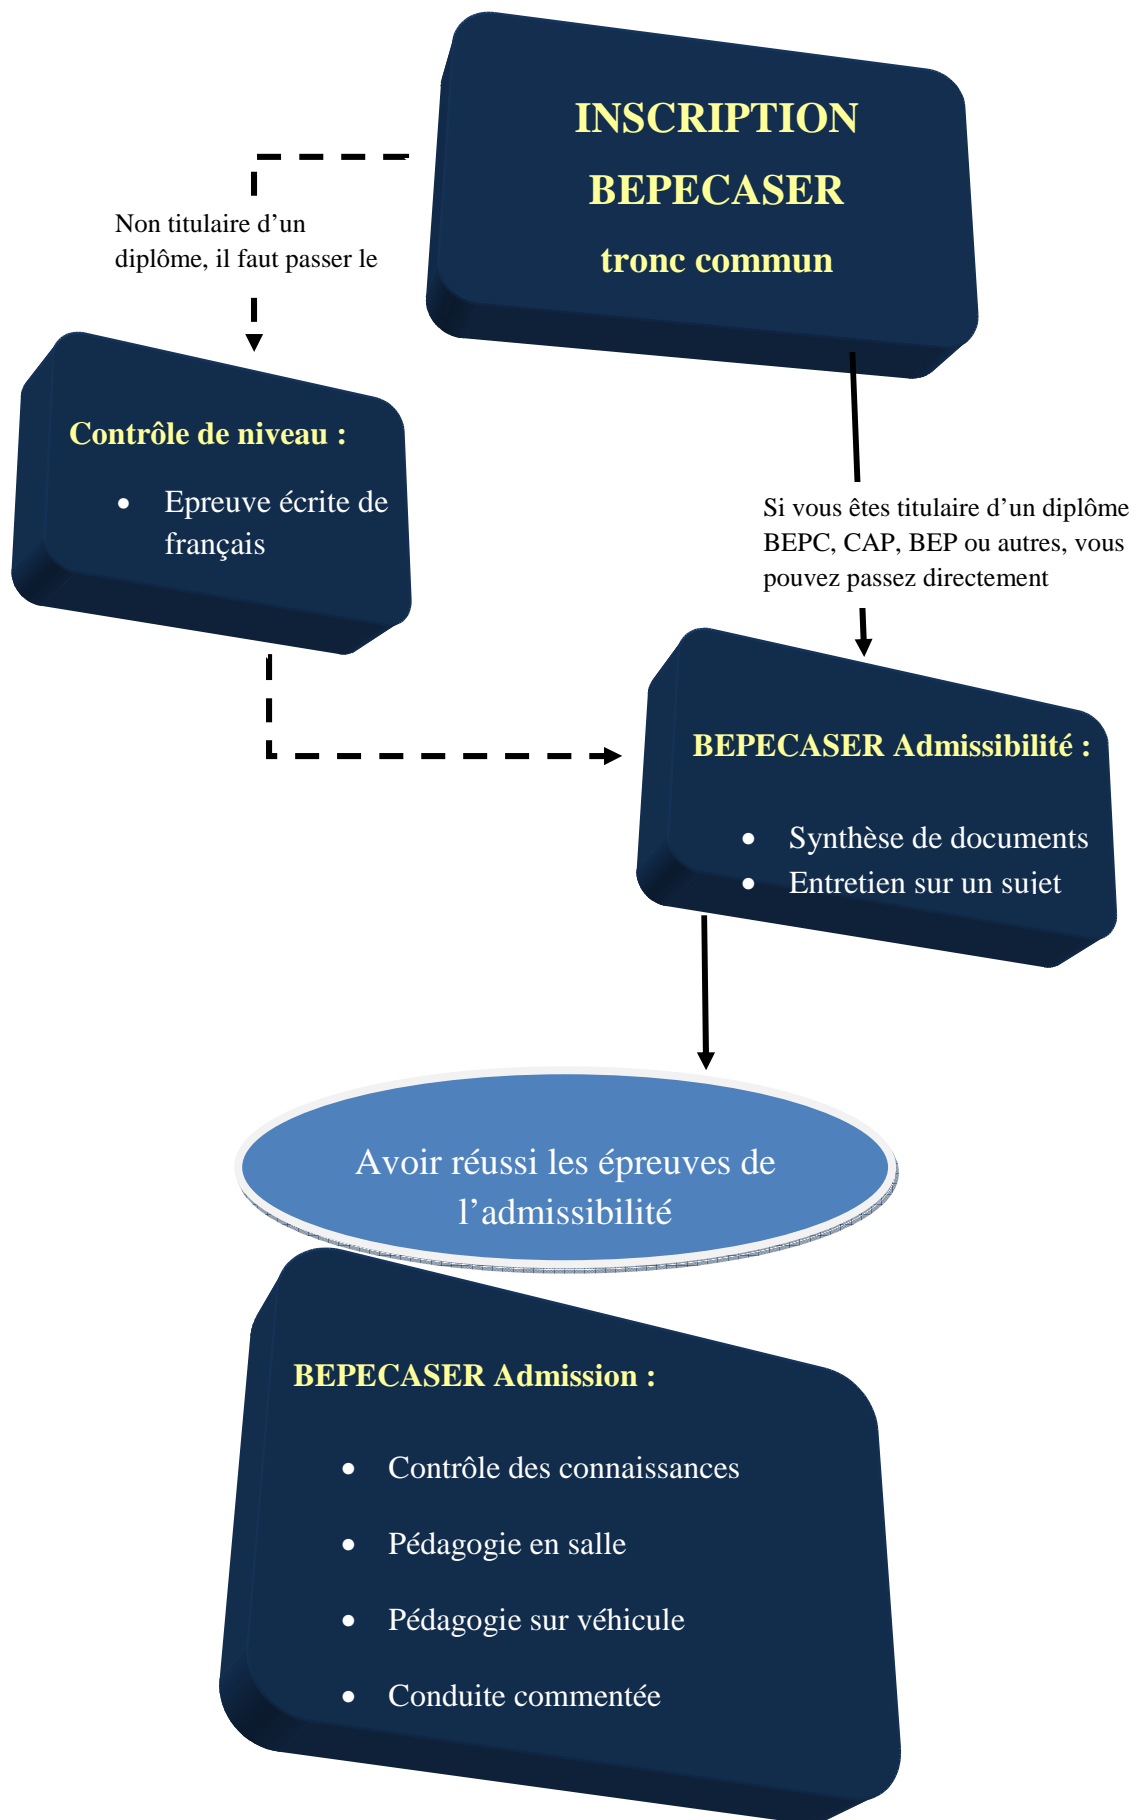 INSCRIPTION
BEPECASER
tronc commun
Non titulaire d’un
diplôme, il faut passer le
Contrôle de niveau :
• Epreuve écrite de
français
Si vous êtes titulaire d’un diplôme
BEPC, CAP, BEP ou autres, vous
pouvez passez directement
BEPECASER Admissibilité :
• Synthèse de documents
• Entretien sur un sujet
Avoir réussi les épreuves de
l’admissibilité
BEPECASER Admission :
• Contrôle des connaissances
• Pédagogie en salle
• Pédagogie sur véhicule
• Conduite commentée